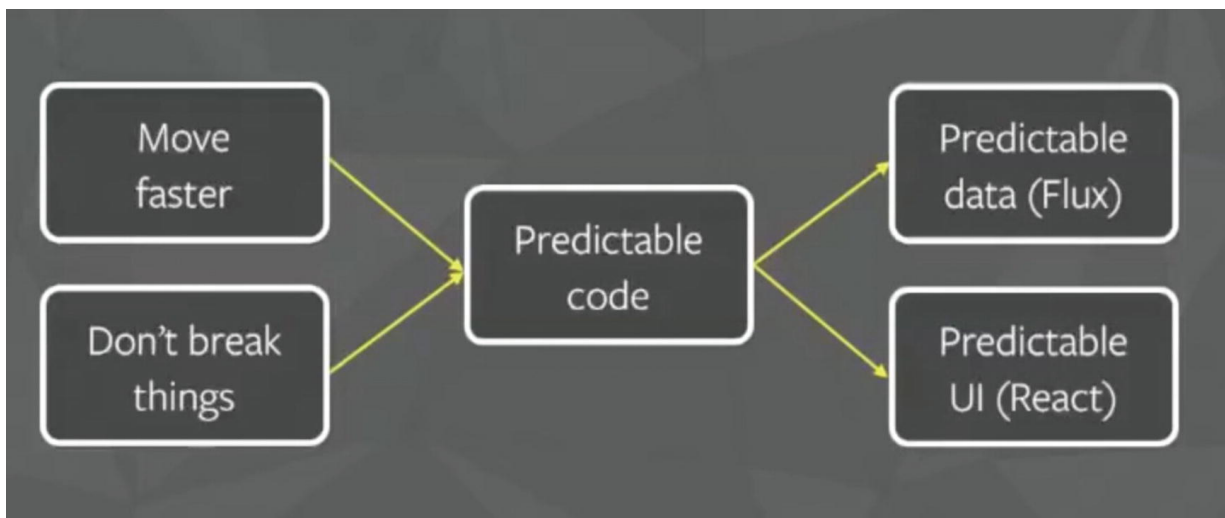 Move
faster
Don't break
things
Predictable
code
Predictable
data (Flux)
Predictable
UI (React)